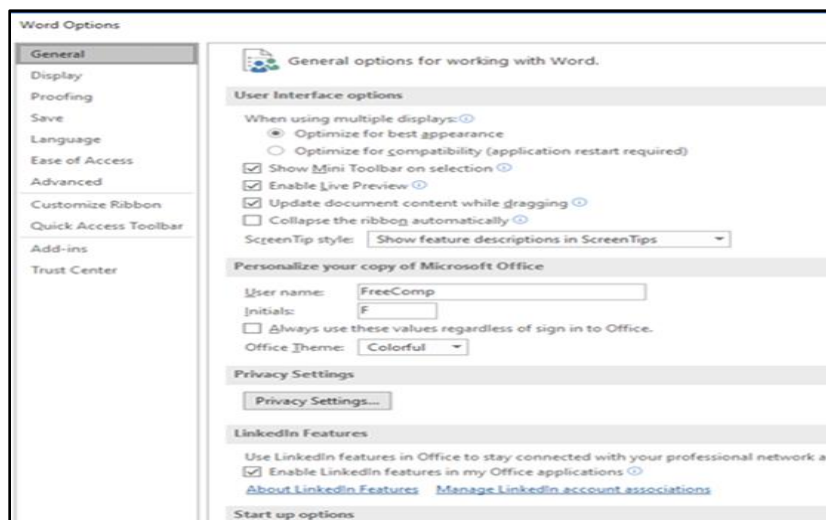 Word Options
General
Display
Proofing
Save
Language
Ease of Access
Advanced
Customize Ribbon
Quick Access Toolbar
Add-ins
Trust Center
General options for working with Word.
User Interface options
When using multiple displays:
Optimize for best appearance
Optimize for compatibility (application restart required)
Show Mini Toolbar on selection
Enable Live Preview
Update document content while dragging
Collapse the ribbon automatically
ScreenTip style: Show feature descriptions in ScreenTips
Personalize your copy of Microsoft Office
User name: FreeComp
Initials: F
Always use these values regardless of sign in to Office.
Office Theme: Colorful
Privacy Settings
Privacy Settings...
LinkedIn Features
Use LinkedIn features in Office to stay connected with your professional network a
Enable LinkedIn features in my Office applications
About LinkedIn Features Manage LinkedIn account associations
Start up options